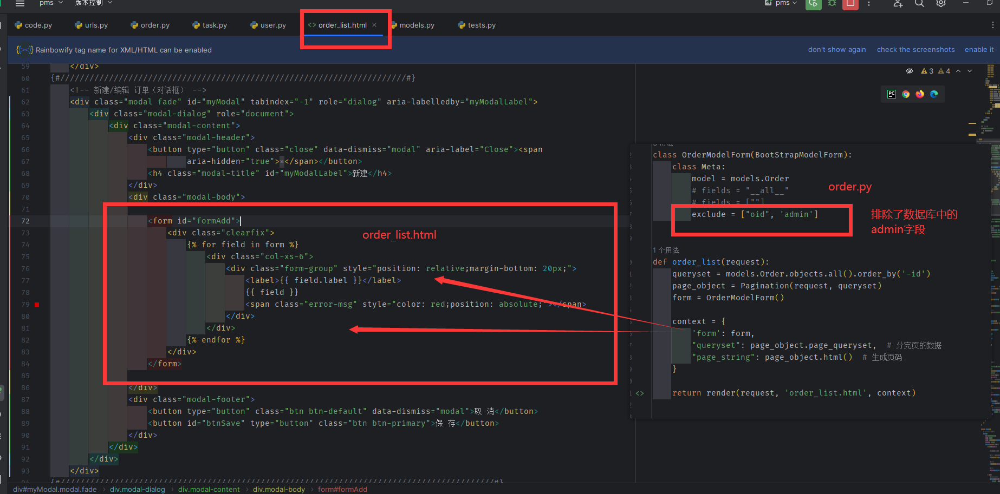 pms 版本控制 pms
code.py urls.py order.py task.py user.py <> order_list.html × models.py tests.py
Rainbowify tag name for XML/HTML can be enabled don't show again check the screenshots enable it
59 </div>
60 {#///////////////////////////////////////////////////////////////////////#}
61 <!-- 新建/编辑 订单（对话框） -->
62 <div class="modal fade" id="myModal" tabindex="-1" role="dialog" aria-labelledby="myModalLabel">
63 <div class="modal-dialog" role="document">
64 <div class="modal-content">
65 <div class="modal-header">
66 <button type="button" class="close" data-dismiss="modal" aria-label="Close"><span
67 aria-hidden="true">×</span></button>
68 <h4 class="modal-title" id="myModalLabel">新建</h4>
69 </div>
70 <div class="modal-body">
71
72 <form id="formAdd">
73 <div class="clearfix">
74 {% for field in form %}
75 <div class="col-xs-6">
76 <div class="form-group" style="position: relative;margin-bottom: 20px;">
77 <label>{{ field.label }}</label>
78 {{ field }}
79 <span class="error-msg" style="color: red;position: absolute;"></span>
80 </div>
81 </div>
82 {% endfor %}
83 </div>
84 </form>
85
86 </div>
87 <div class="modal-footer">
88 <button type="button" class="btn btn-default" data-dismiss="modal">取 消</button>
89 <button id="btnSave" type="button" class="btn btn-primary">保 存</button>
90 </div>
91 </div>
92 </div>
93 </div>
order_list.html
3 4
PC
class OrderModelForm(BootStrapModelForm):
class Meta:
model = models.Order
# fields = "__all__"
# fields = [""]
exclude = ["oid", 'admin']
order.py
排除了数据库中的
admin字段
1 个用法
def order_list(request):
queryset = models.Order.objects.all().order_by('-id')
page_object = Pagination(request, queryset)
form = OrderModelForm()
context = {
'form': form,
"queryset": page_object.page_queryset, # 分完页的数据
"page_string": page_object.html() # 生成页码
}
<> return render(request, 'order_list.html', context)
div#myModal.modal.fade › div.modal-dialog › div.modal-content › div.modal-body › form#formAdd